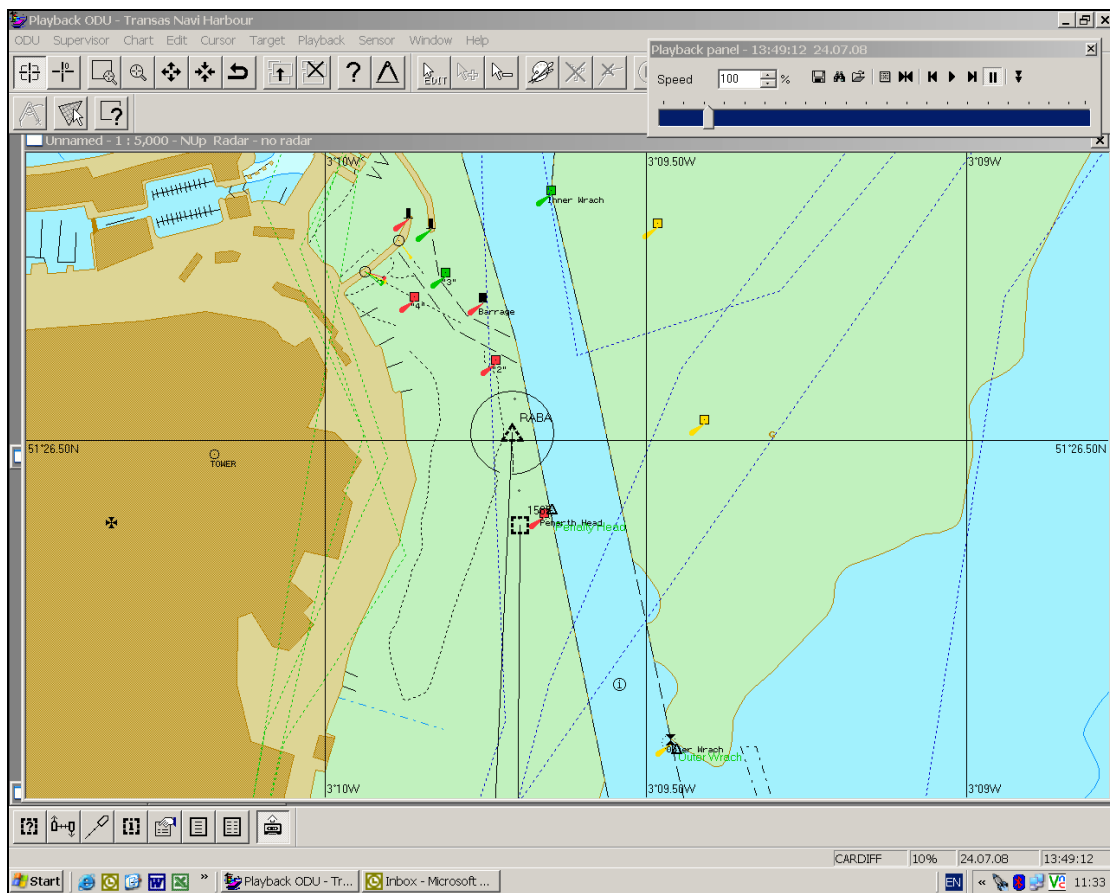 Playback ODU - Transas Navi Harbour
ODU Supervisor Chart Edit Cursor Target Playback Sensor Window Help
Playback panel - 13:49:12 24.07.08
Speed 100 %
EDIT
Unnamed - 1 : 5,000 - NUp Radar - no radar
3°10W 3°09.50W 3°09W
Inner Wrach
"3"
"4"
Barrage
"2"
RABA
51°26.50N 51°26.50N
TOWER
Penarth Head
Penally Head
Outer Wrach
3°10W 3°09.50W 3°09W
CARDIFF 10% 24.07.08 13:49:12
Start » Playback ODU - Tr... Inbox - Microsoft ... EN « 11:33